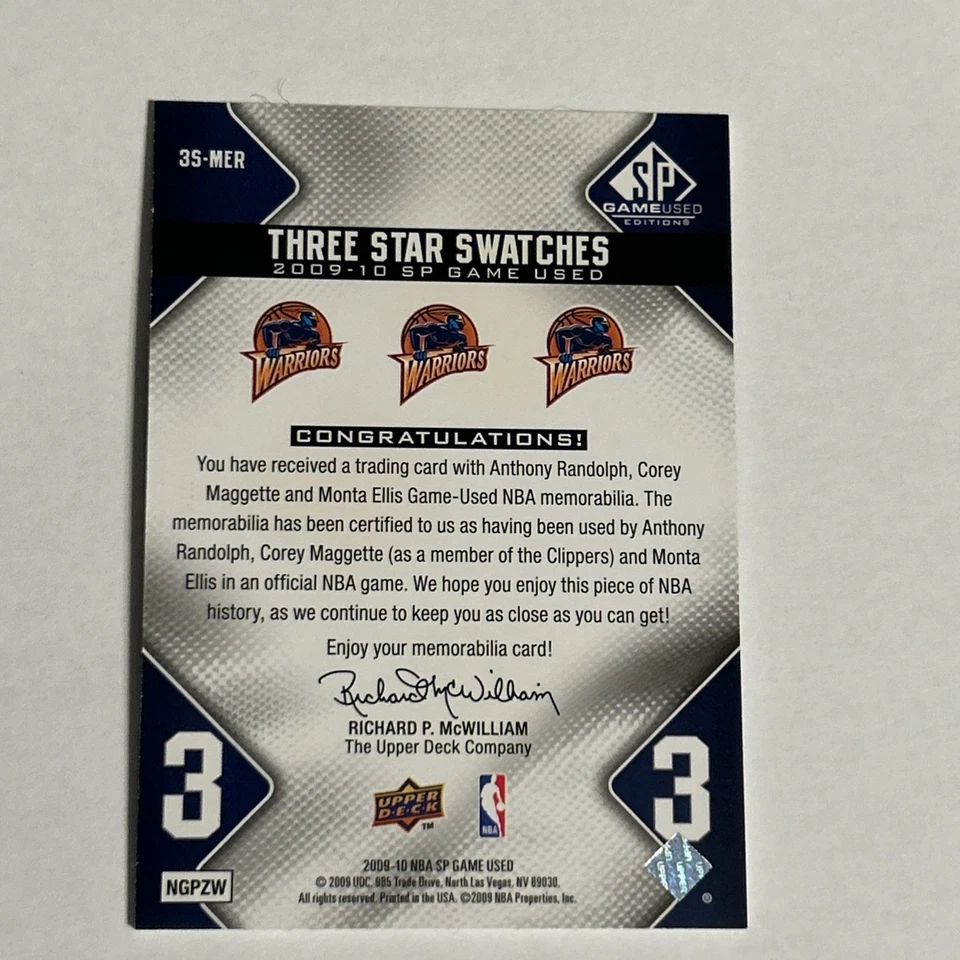 3S-MER
SP
GAMEUSED
EDITION®
THREE STAR SWATCHES
2009-10 SP GAME USED
WARRIORS WARRIORS WARRIORS
CONGRATULATIONS!
You have received a trading card with Anthony Randolph, Corey
Maggette and Monta Ellis Game-Used NBA memorabilia. The
memorabilia has been certified to us as having been used by Anthony
Randolph, Corey Maggette (as a member of the Clippers) and Monta
Ellis in an official NBA game. We hope you enjoy this piece of NBA
history, as we continue to keep you as close as you can get!
Enjoy your memorabilia card!
Richard P. McWilliam
RICHARD P. McWILLIAM
The Upper Deck Company
3 3
UPPER
DECK
TM
NBA
2009-10 NBA SP GAME USED
© 2009 UDC, 985 Trade Drive, North Las Vegas, NV 89030.
All rights reserved. Printed in the USA. ©2009 NBA Properties, Inc.
NGPZW
®